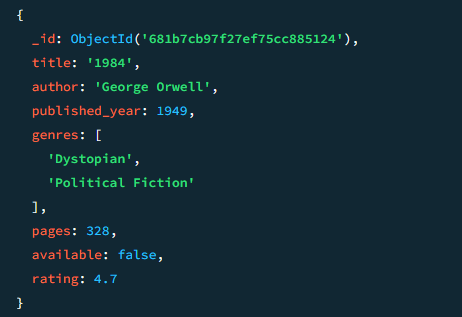 {
_id: ObjectId('681b7cb97f27ef75cc885124'),
title: '1984',
author: 'George Orwell',
published_year: 1949,
genres: [
'Dystopian',
'Political Fiction'
],
pages: 328,
available: false,
rating: 4.7
}